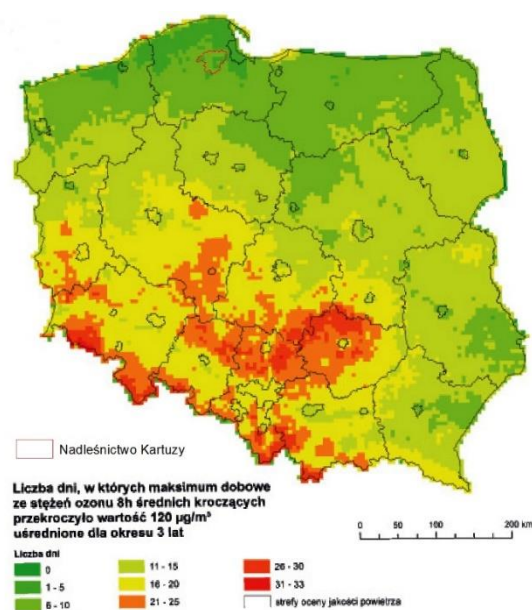 Nadleśnictwo Kartuzy
Liczba dni, w których maksimum dobowe
ze stężeń ozonu 8h średnich kroczących
przekroczyło wartość 120 µg/m³
uśrednione dla okresu 3 lat
Liczba dni
0
1 - 5
6 - 10
11 - 15
16 - 20
21 - 25
26 - 30
31 - 33
strefy oceny jakości powietrza
0 50 100 200 km